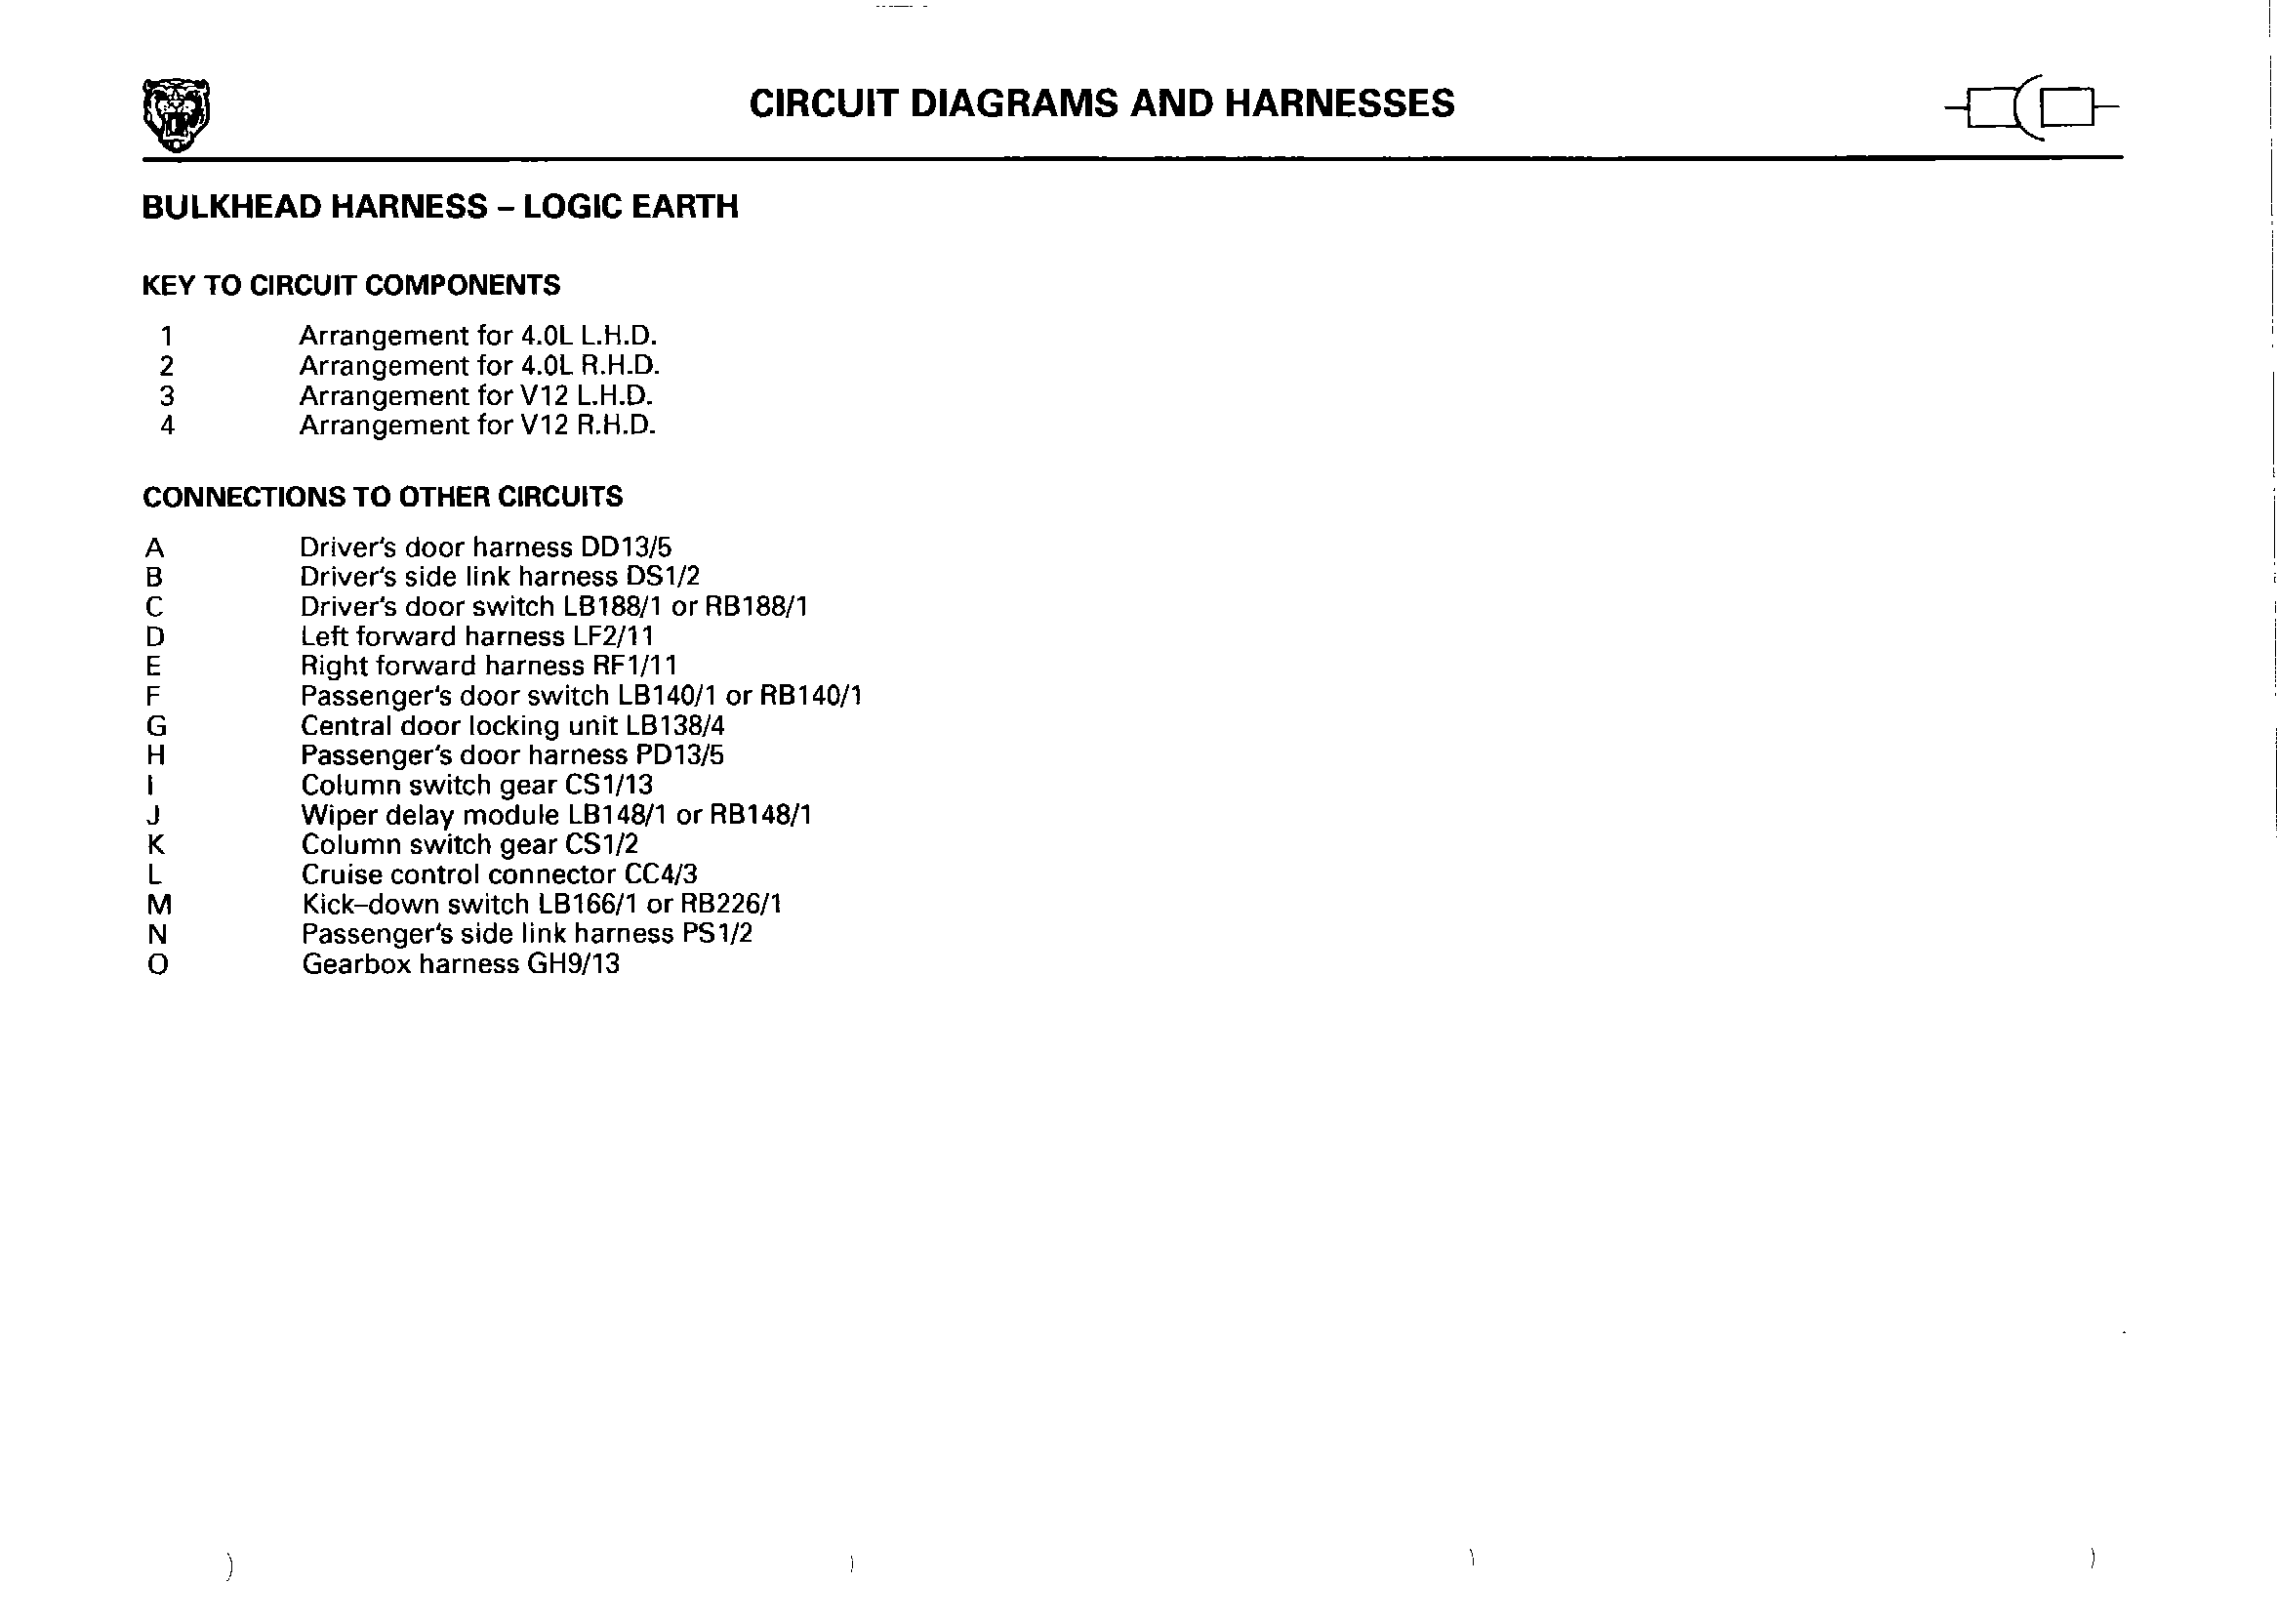 CIRCUIT DIAGRAMS AND HARNESSES
BULKHEAD HARNESS – LOGIC EARTH
KEY TO CIRCUIT COMPONENTS
1 Arrangement for 4.0L L.H.D.
2 Arrangement for 4.0L R.H.D.
3 Arrangement for V12 L.H.D.
4 Arrangement for V12 R.H.D.
CONNECTIONS TO OTHER CIRCUITS
A Driver's door harness DD13/5
B Driver's side link harness DS1/2
C Driver's door switch LB188/1 or RB188/1
D Left forward harness LF2/11
E Right forward harness RF1/11
F Passenger's door switch LB140/1 or RB140/1
G Central door locking unit LB138/4
H Passenger's door harness PD13/5
I Column switch gear CS1/13
J Wiper delay module LB148/1 or RB148/1
K Column switch gear CS1/2
L Cruise control connector CC4/3
M Kick–down switch LB166/1 or RB226/1
N Passenger's side link harness PS1/2
O Gearbox harness GH9/13